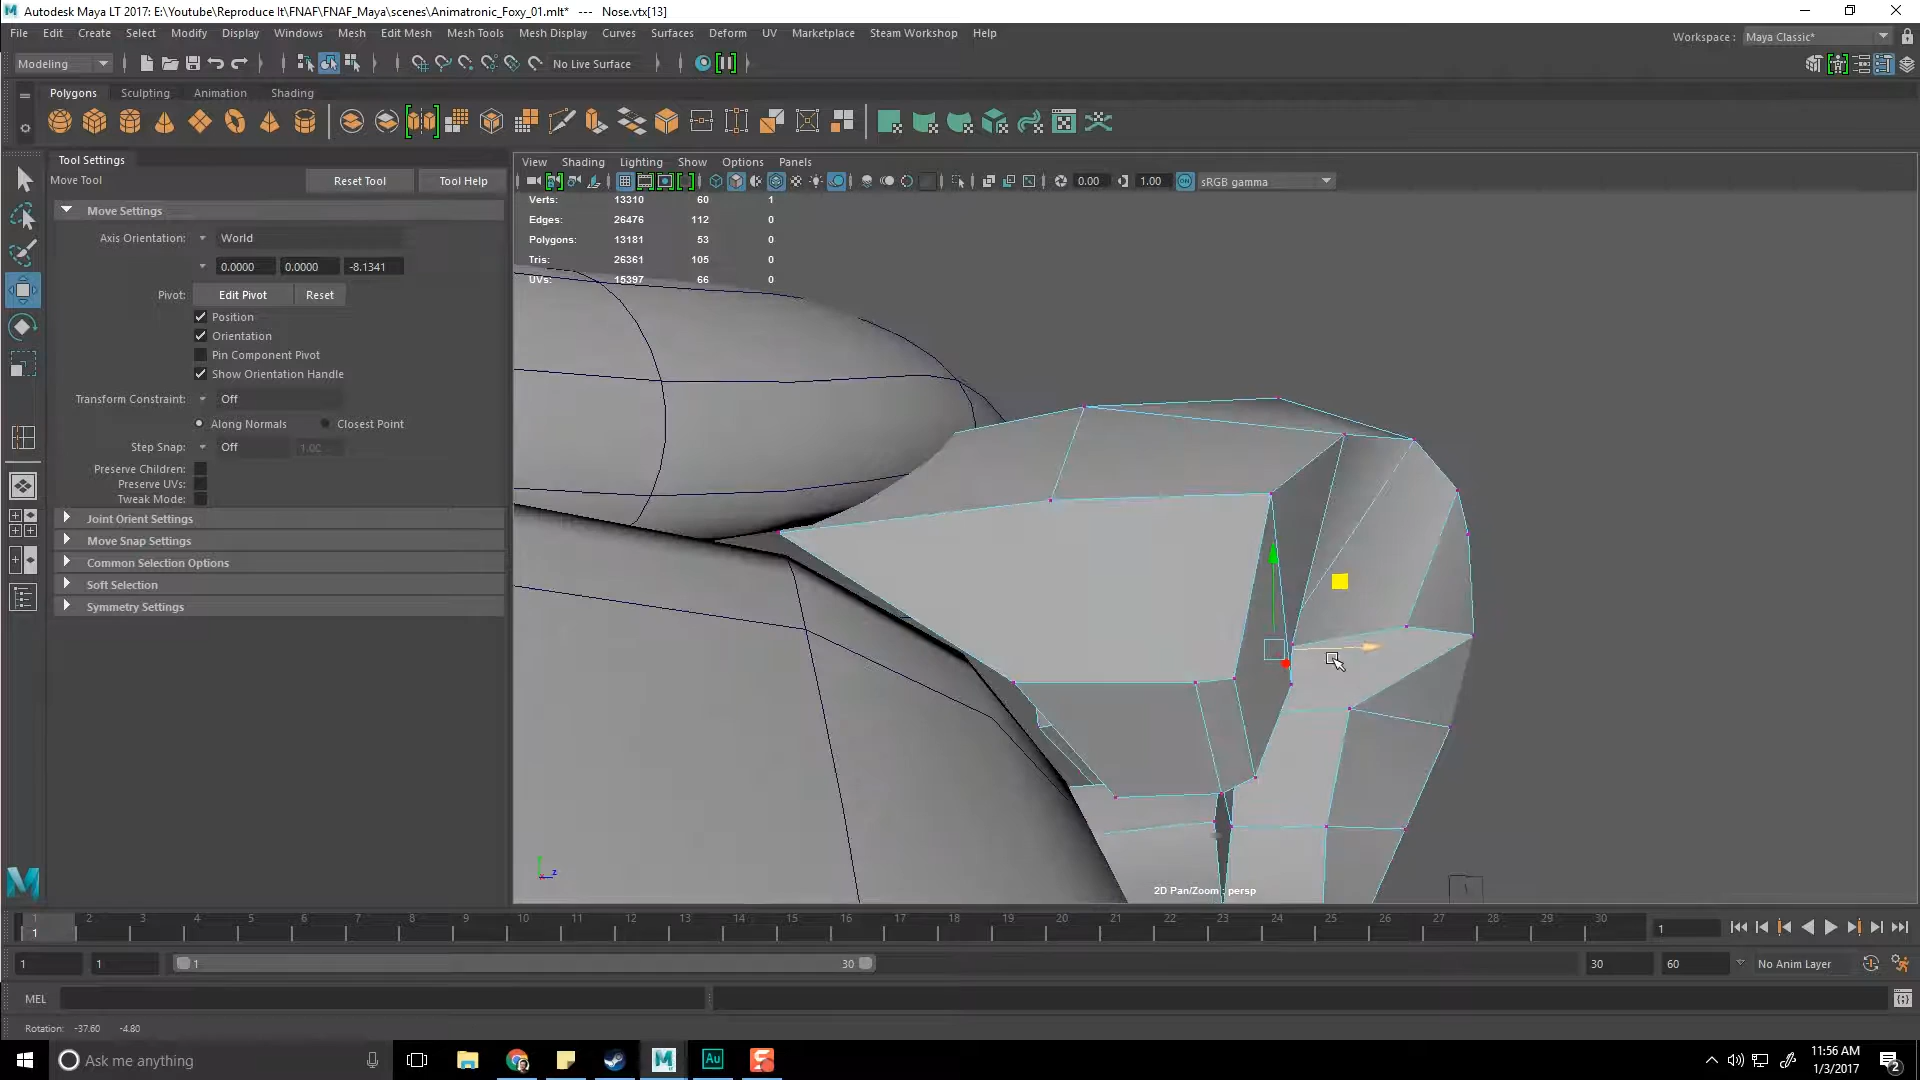 Autodesk Maya LT 2017: E:\Youtube\Reproduce It\FNAF\FNAF_Maya\scenes\Animatronic_Foxy_01.mlt* --- Nose.vtx[13]
File Edit Create Select Modify Display Windows Mesh Edit Mesh Mesh Tools Mesh Display Curves Surfaces Deform UV Marketplace Steam Workshop Help
Workspace : Maya Classic*
Modeling No Live Surface
Polygons Sculpting Animation Shading
Tool Settings
Move Tool Reset Tool Tool Help
Move Settings
Axis Orientation: World
0.0000 0.0000 -8.1341
Pivot: Edit Pivot Reset
Position
Orientation
Pin Component Pivot
Show Orientation Handle
Transform Constraint: Off
Along Normals Closest Point
Step Snap: Off 1.00
Preserve Children:
Preserve UVs:
Tweak Mode:
Joint Orient Settings
Move Snap Settings
Common Selection Options
Soft Selection
Symmetry Settings
View Shading Lighting Show Options Panels
0.00 1.00 ON sRGB gamma
Verts: 13310 60 1
Edges: 26476 112 0
Polygons: 13181 53 0
Tris: 26361 105 0
UVs: 15397 66 0
y z
2D Pan/Zoom : persp
1 2 3 4 5 6 7 8 9 10 11 12 13 14 15 16 17 18 19 20 21 22 23 24 25 26 27 28 29 30
1 1
1 1 1 30 30 60 No Anim Layer
MEL
Rotation: -37.60 -4.80
Ask me anything
Au
11:56 AM
1/3/2017
2